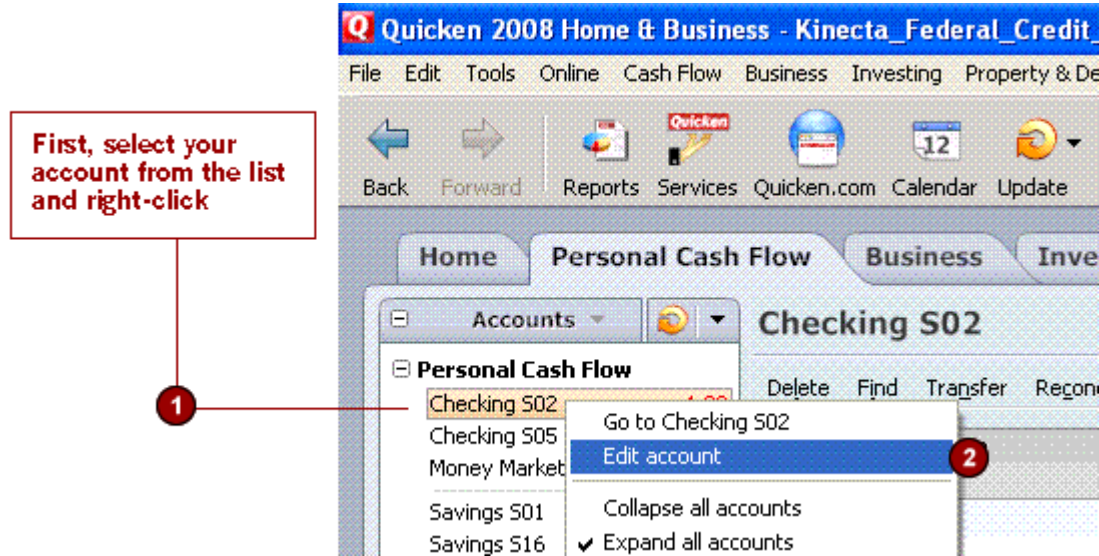 Quicken 2008 Home & Business - Kinecta_Federal_Credit_
File Edit Tools Online Cash Flow Business Investing Property & De
Quicken
12
Back Forward Reports Services Quicken.com Calendar Update
First, select your
account from the list
and right-click
Home Personal Cash Flow Business Inve
Accounts
Checking S02
Personal Cash Flow
Delete Find Transfer Recon
1
Checking S02
Go to Checking S02
Checking S05
Edit account
2
Money Market
Savings S01
Collapse all accounts
Savings S16
Expand all accounts